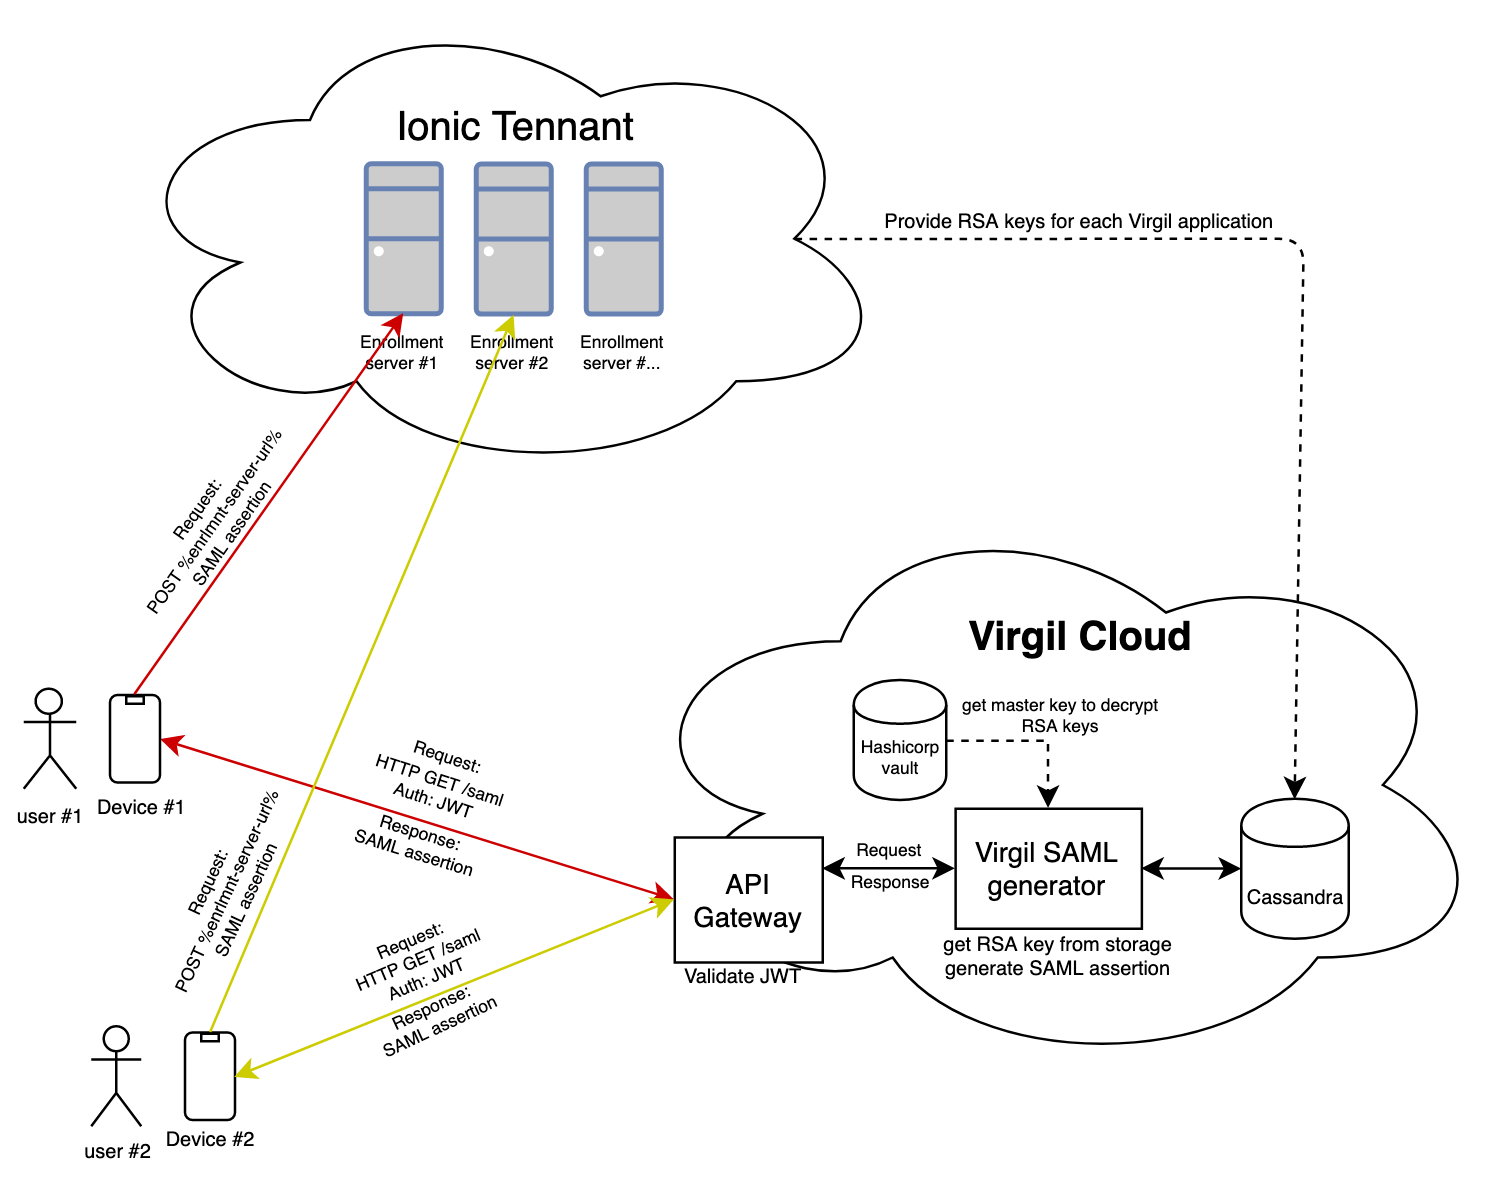 Ionic Tennant
Enrollment
server #1
Enrollment
server #2
Enrollment
server #...
Provide RSA keys for each Virgil application
Request:
POST %enrlmnt-server-url%
SAML assertion
user #1
Device #1
Request:
HTTP GET /saml
Auth: JWT
Response:
SAML assertion
Request:
POST %enrlmnt-server-url%
SAML assertion
user #2
Device #2
Request:
HTTP GET /saml
Auth: JWT
Response:
SAML assertion
Virgil Cloud
Hashicorp
vault
get master key to decrypt
RSA keys
API
Gateway
Validate JWT
Request
Response
Virgil SAML
generator
get RSA key from storage
generate SAML assertion
Cassandra